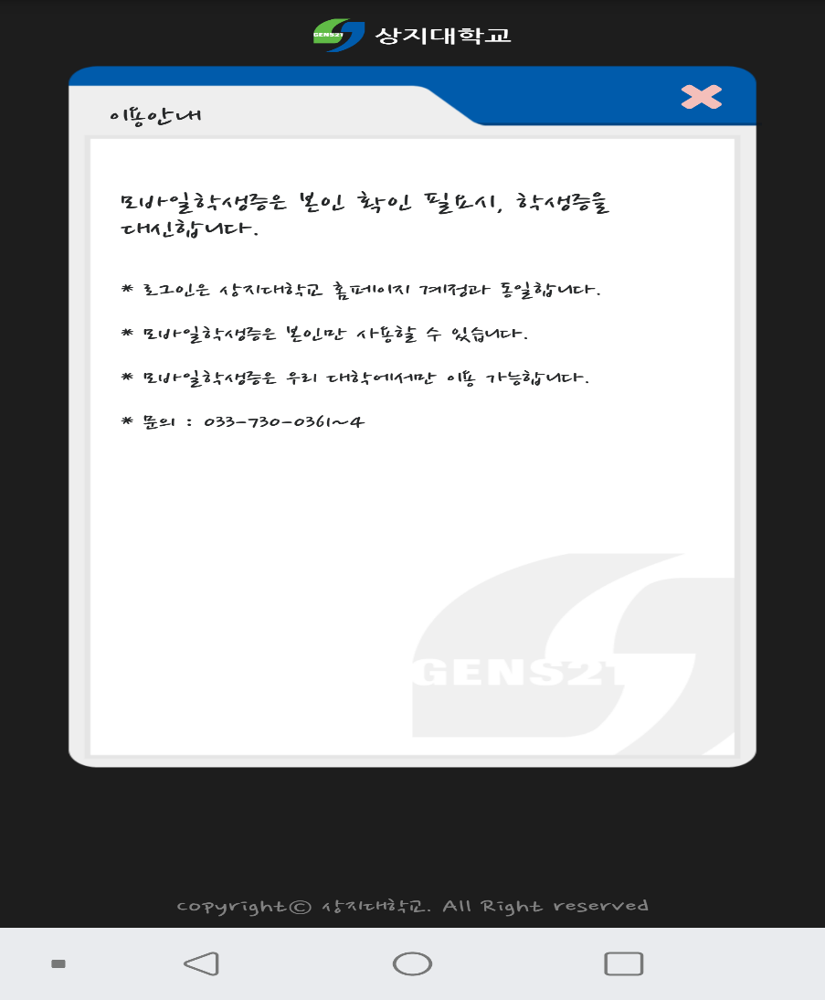 GENS21 상지대학교
이용안내
모바일학생증은 본인 확인 필요시, 학생증을
대신합니다.
* 로그인은 상지대학교 홈페이지 계정과 동일합니다.
* 모바일학생증은 본인만 사용할 수 있습니다.
* 모바일학생증은 우리 대학에서만 이용 가능합니다.
* 문의 : 033-730-0361~4
GENS21
copyright© 상지대학교. All Right reserved